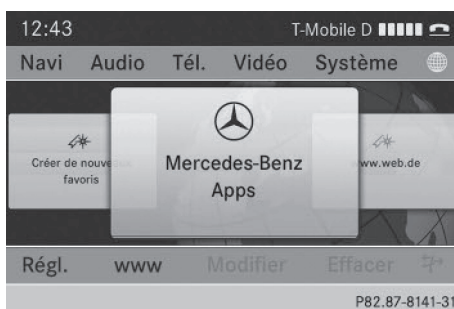 12:43 T-Mobile D
Navi Audio Tél. Vidéo Système
Créer de nouveaux
favoris
Mercedes-Benz
Apps
www.web.de
Régl. www Modifier Effacer
P82.87-8141-31